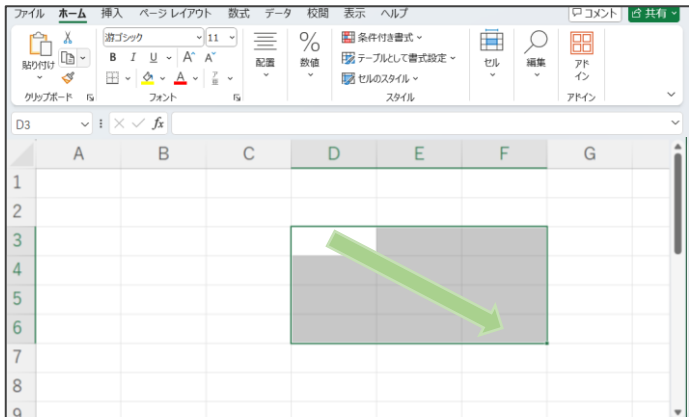 ファイル ホーム 挿入 ページ レイアウト 数式 データ 校閲 表示 ヘルプ コメント 共有
貼り付け
游ゴシック 11
B I U A A
A
配置
% 数値
条件付き書式
テーブルとして書式設定
セルのスタイル
セル
編集
アド
イン
クリップボード フォント スタイル アドイン
D3 fx
A B C D E F G
1
2
3
4
5
6
7
8
9